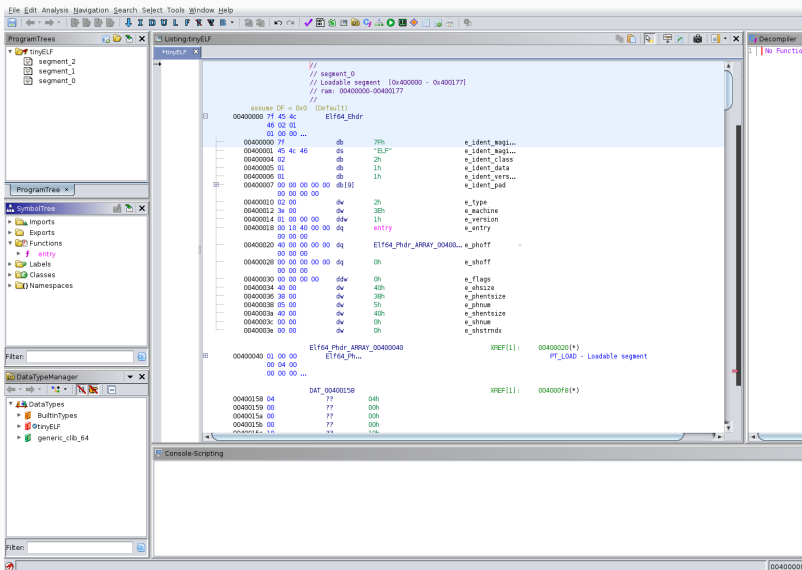 File Edit Analysis Navigation Search Select Tools Window Help
I D U L F
B
ProgramTrees
tinyELF
segment_2
segment_1
segment_0
ProgramTree ×
SymbolTree
Imports
Exports
Functions
f entry
Labels
Classes
Namespaces
Filter:
DataTypeManager
DataTypes
BuiltInTypes
tinyELF
generic_clib_64
Filter:
Listing:tinyELF
*tinyELF ×
//
// segment_0
// Loadable segment [0x400000 - 0x400177]
// ram: 00400000-00400177
//
assume DF = 0x0 (Default)
00400000 7f 45 4c Elf64_Ehdr
46 02 01
01 00 00 ...
00400000 7f db 7Fh e_ident_magi...
00400001 45 4c 46 ds "ELF" e_ident_magi...
00400004 02 db 2h e_ident_class
00400005 01 db 1h e_ident_data
00400006 01 db 1h e_ident_vers...
00400007 00 00 00 00 00 db[9] e_ident_pad
00 00 00 00
00400010 02 00 dw 2h e_type
00400012 3e 00 dw 3Eh e_machine
00400014 01 00 00 00 ddw 1h e_version
00400018 00 10 40 00 00 dq entry e_entry
00 00 00
00400020 40 00 00 00 00 dq Elf64_Phdr_ARRAY_00400... e_phoff
00 00 00
00400028 00 00 00 00 00 dq 0h e_shoff
00 00 00
00400030 00 00 00 00 ddw 0h e_flags
00400034 40 00 dw 40h e_ehsize
00400036 38 00 dw 38h e_phentsize
00400038 05 00 dw 5h e_phnum
0040003a 40 00 dw 40h e_shentsize
0040003c 00 00 dw 0h e_shnum
0040003e 00 00 dw 0h e_shstrndx
Elf64_Phdr_ARRAY_00400040 XREF[1]: 00400020(*)
00400040 01 00 00 Elf64_Ph... PT_LOAD - Loadable segment
00 04 00
00 00 00 ...
DAT_00400158 XREF[1]: 004000f8(*)
00400158 04 ?? 04h
00400159 00 ?? 00h
0040015a 00 ?? 00h
0040015b 00 ?? 00h
Decompiler
1 No Functio
Console-Scripting
0040000